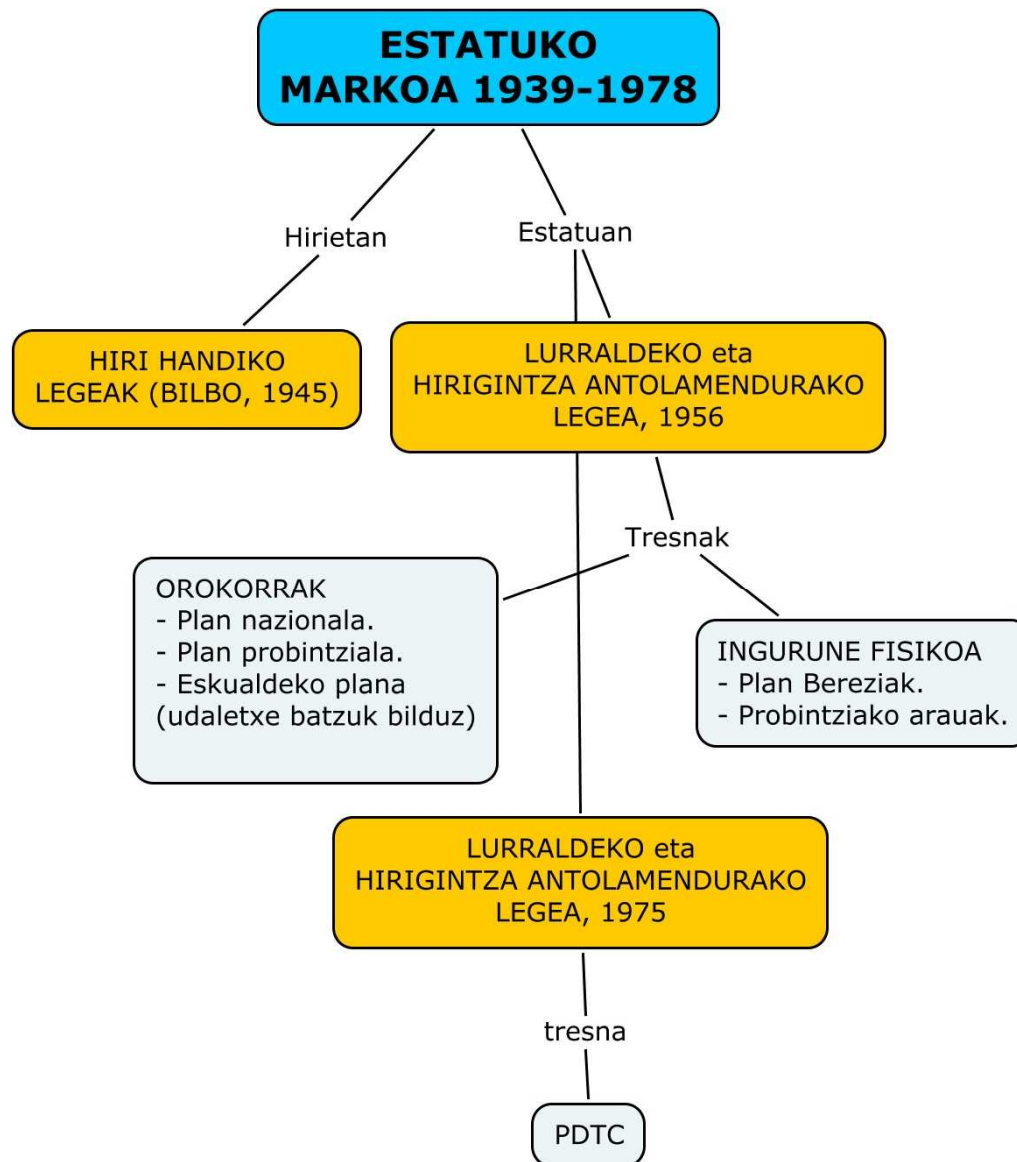 ESTATUKO
MARKOA 1939-1978
Hirietan
Estatuan
HIRI HANDIKO
LEGEAK (BILBO, 1945)
LURRALDEKO eta
HIRIGINTZA ANTOLAMENDURAKO
LEGEA, 1956
Tresnak
OROKORRAK
- Plan nazionala.
- Plan probintziala.
- Eskualdeko plana
(udaletxe batzuk bilduz)
INGURUNE FISIKOA
- Plan Bereziak.
- Probintziako arauak.
LURRALDEKO eta
HIRIGINTZA ANTOLAMENDURAKO
LEGEA, 1975
tresna
PDTC